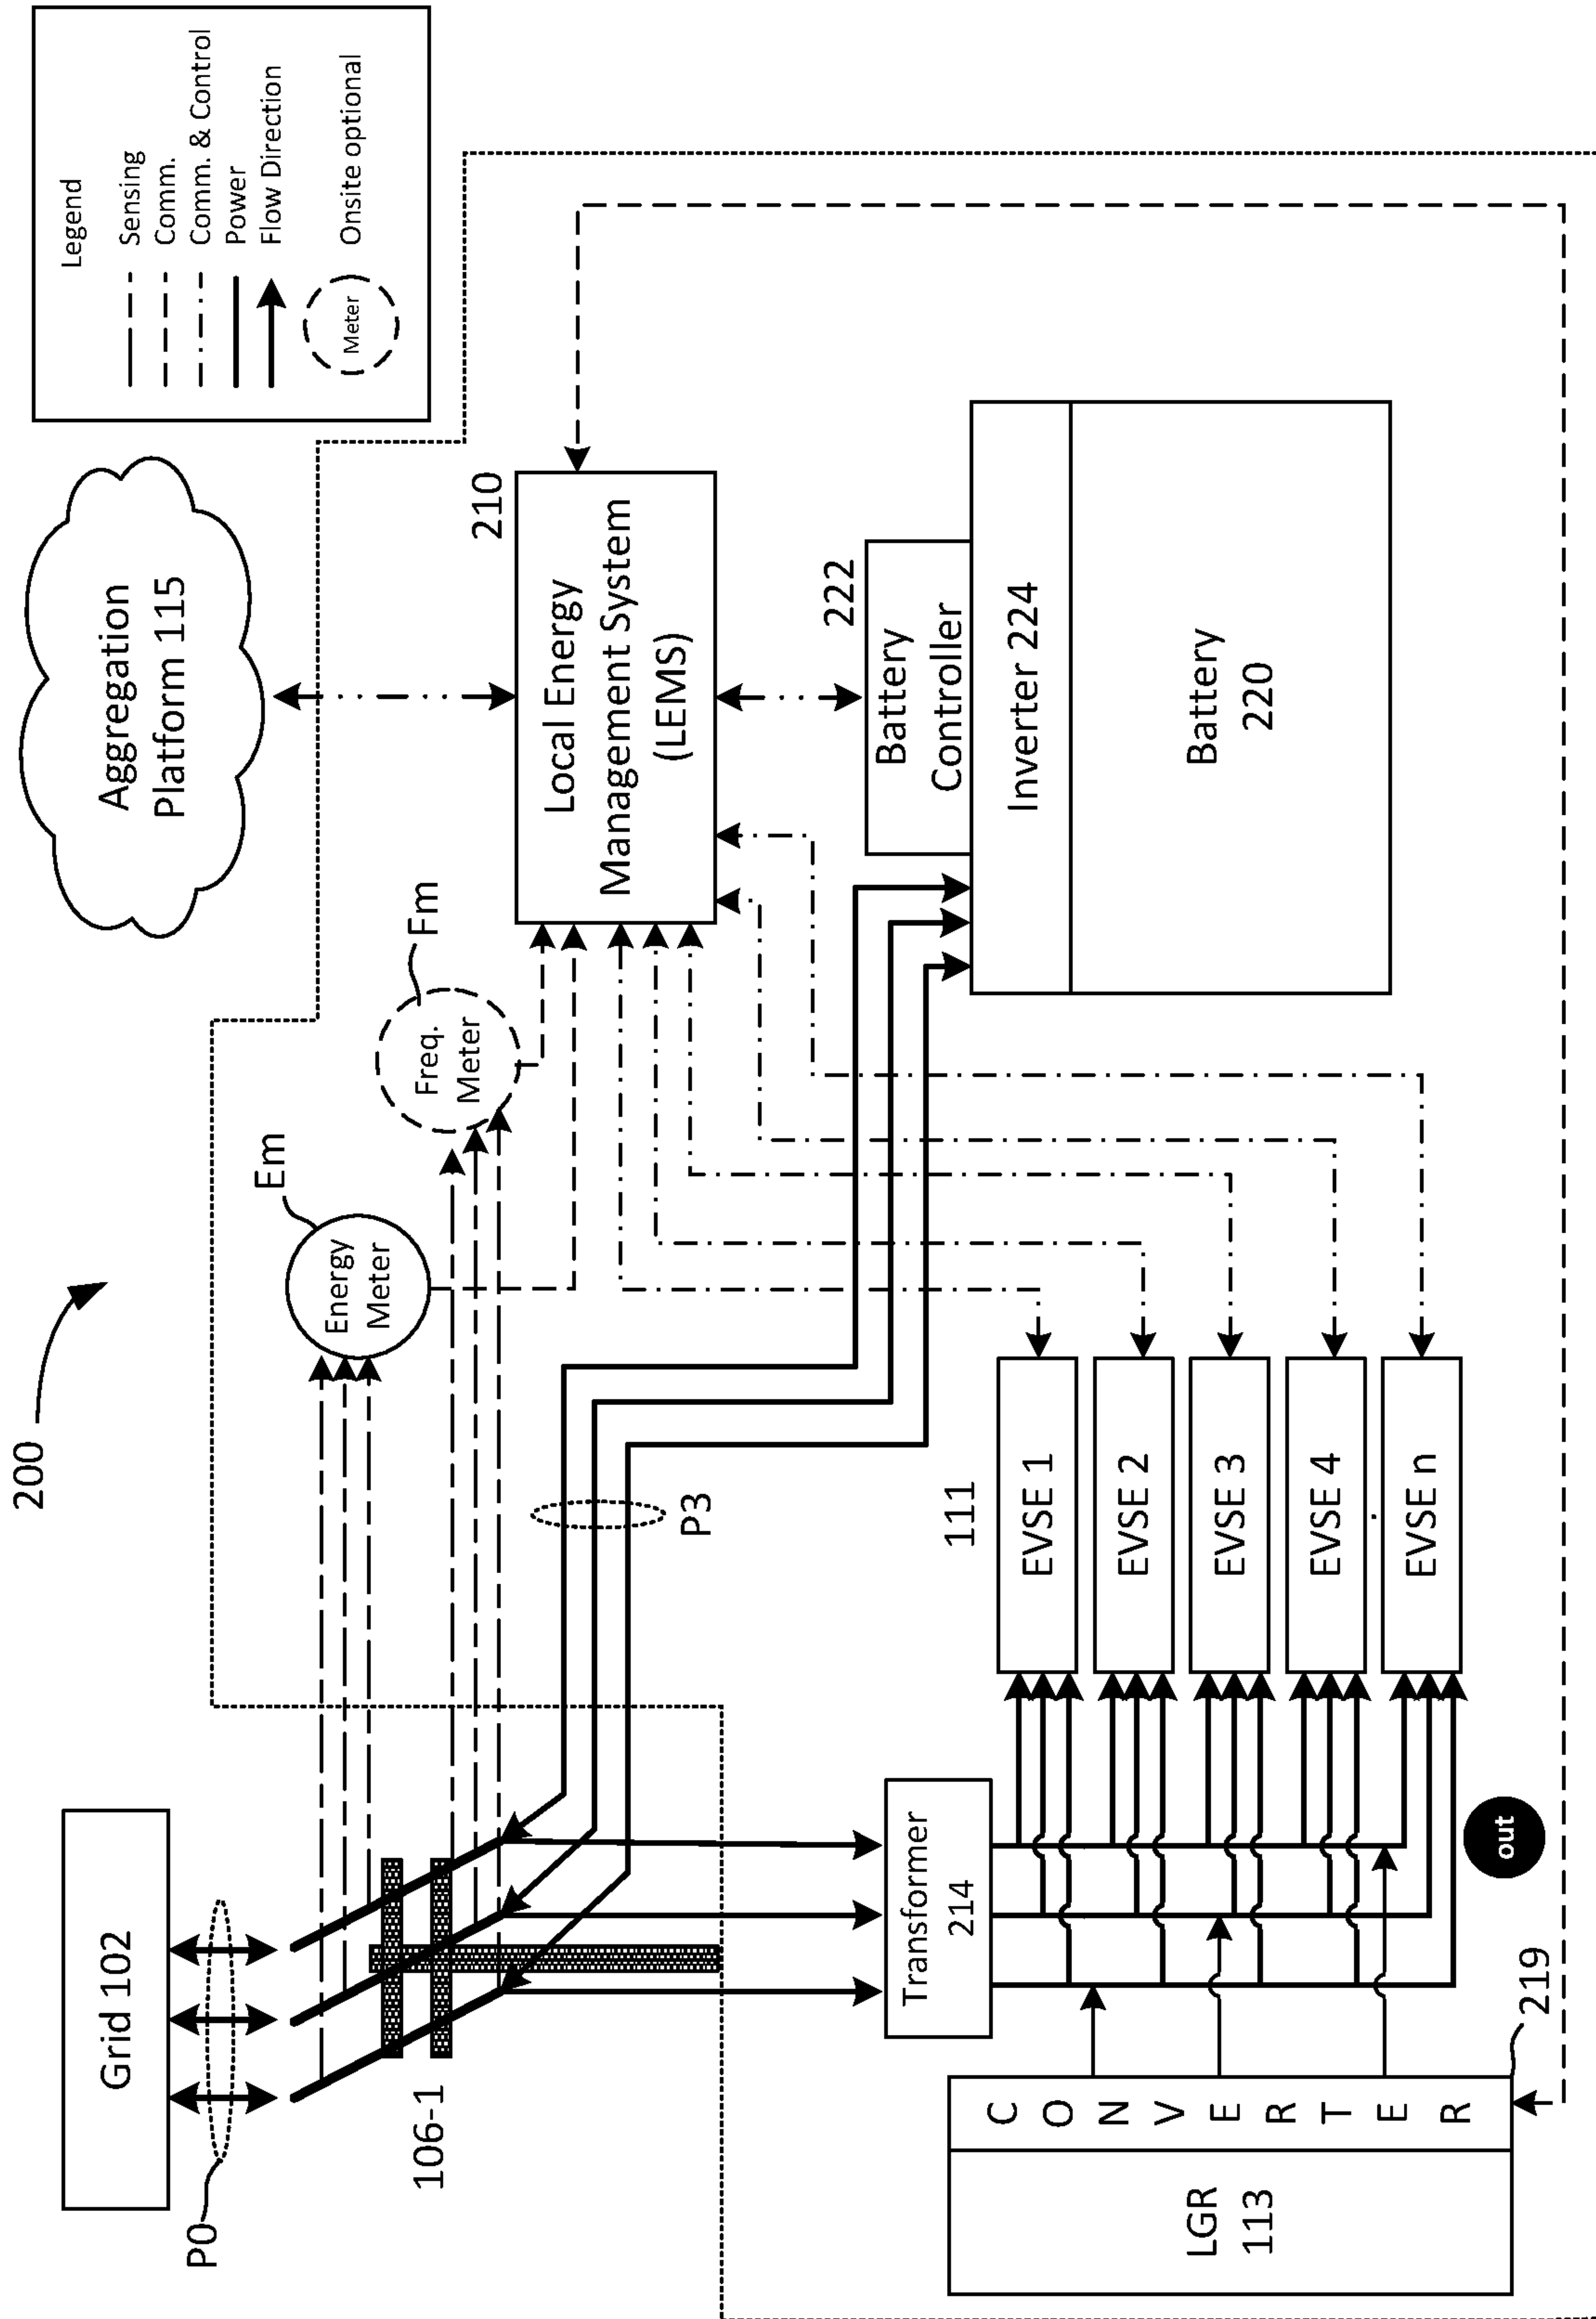 200
Grid 102
P0
106-1
Em
Energy
Meter
Fm
Freq.
Meter
Aggregation
Platform 115
Legend
Sensing
Comm.
Comm. & Control
Power
Flow Direction
Meter
Onsite optional
210
Local Energy
Management System
(LEMS)
P3
222
Battery
Controller
Inverter 224
Battery
220
Transformer
214
111
EVSE 1
EVSE 2
EVSE 3
EVSE 4
EVSE n
LGR
113
CONVERTER
219
out